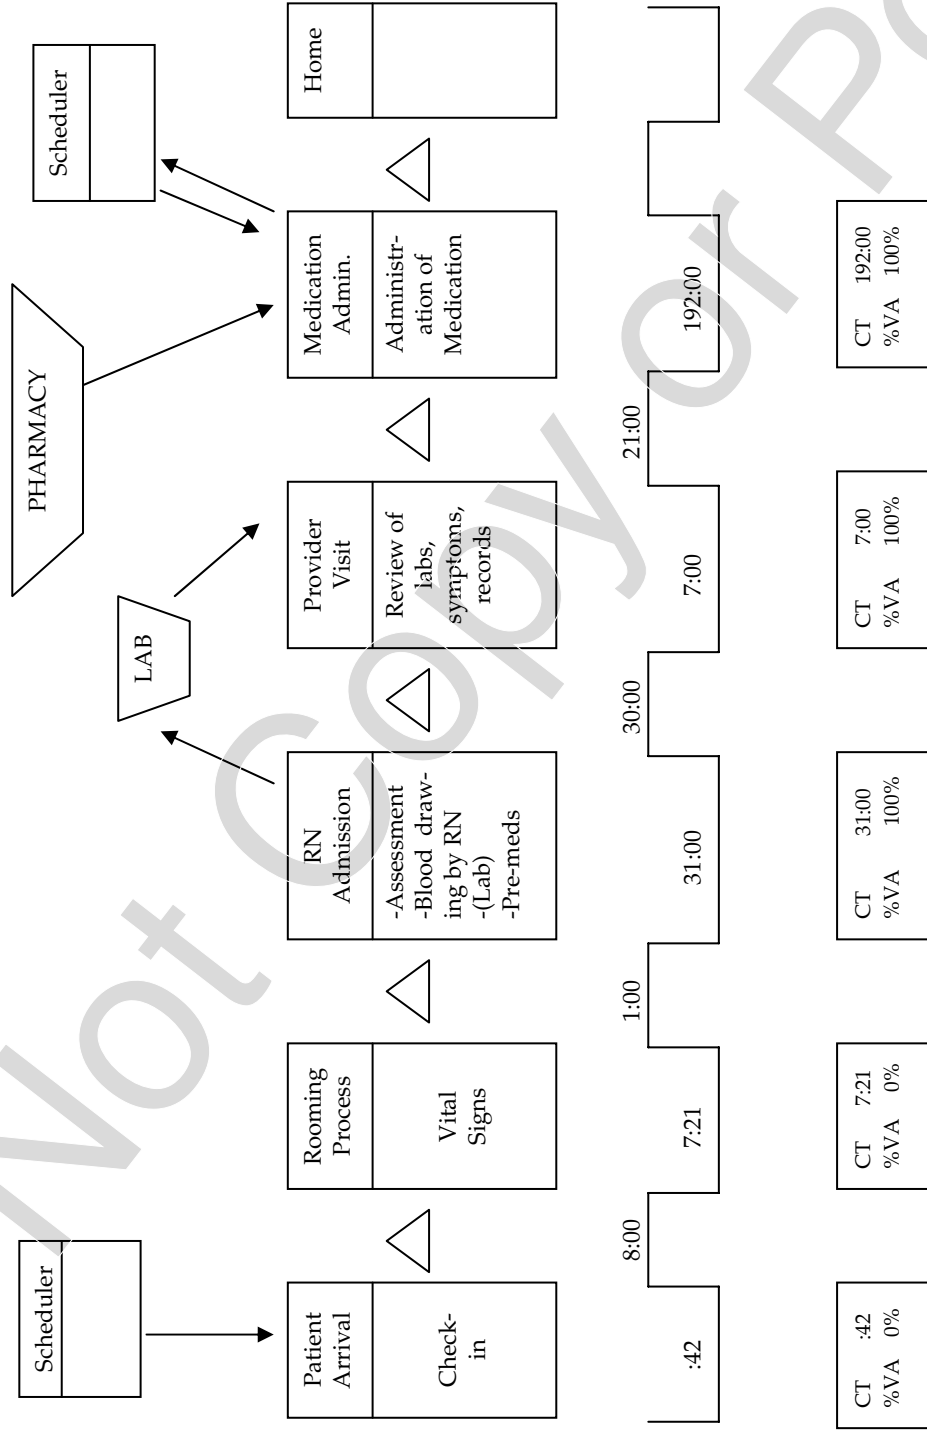 Scheduler
PHARMACY
LAB
Scheduler
Patient
Arrival
Check-
in
Rooming
Process
Vital
Signs
RN
Admission
-Assessment
-Blood draw-
ing by RN
-(Lab)
-Pre-meds
Provider
Visit
Review of
labs,
symptoms,
records
Medication
Admin.
Administr-
ation of
Medication
Home
:42
8:00
7:21
1:00
31:00
30:00
7:00
21:00
192:00
CT :42
%VA 0%
CT 7:21
%VA 0%
CT 31:00
%VA 100%
CT 7:00
%VA 100%
CT 192:00
%VA 100%
Not Copy or Po